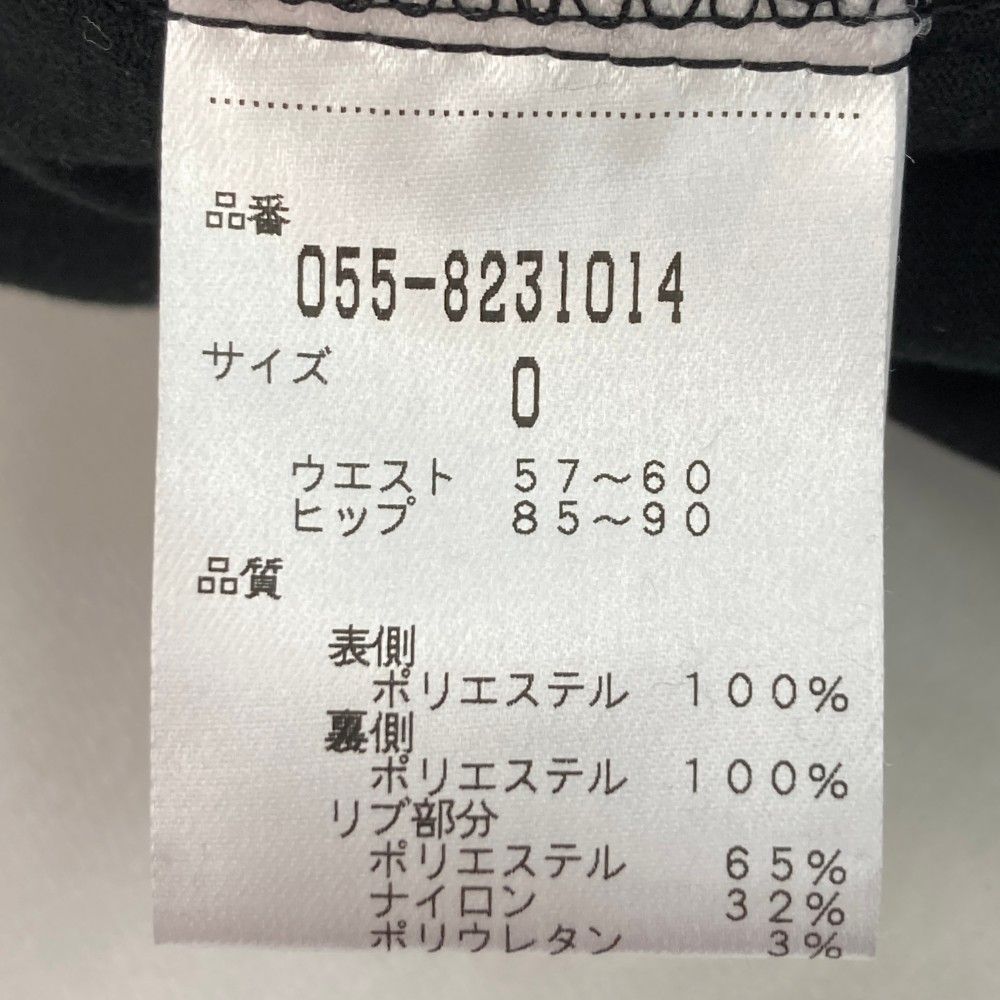 品番
055-8231014
サイズ 0
ウエスト 57～60
ヒップ 85～90
品質
表側
ポリエステル 100%
裏側
ポリエステル 100%
リブ部分
ポリエステル 65%
ナイロン 32%
ポリウレタン 3%